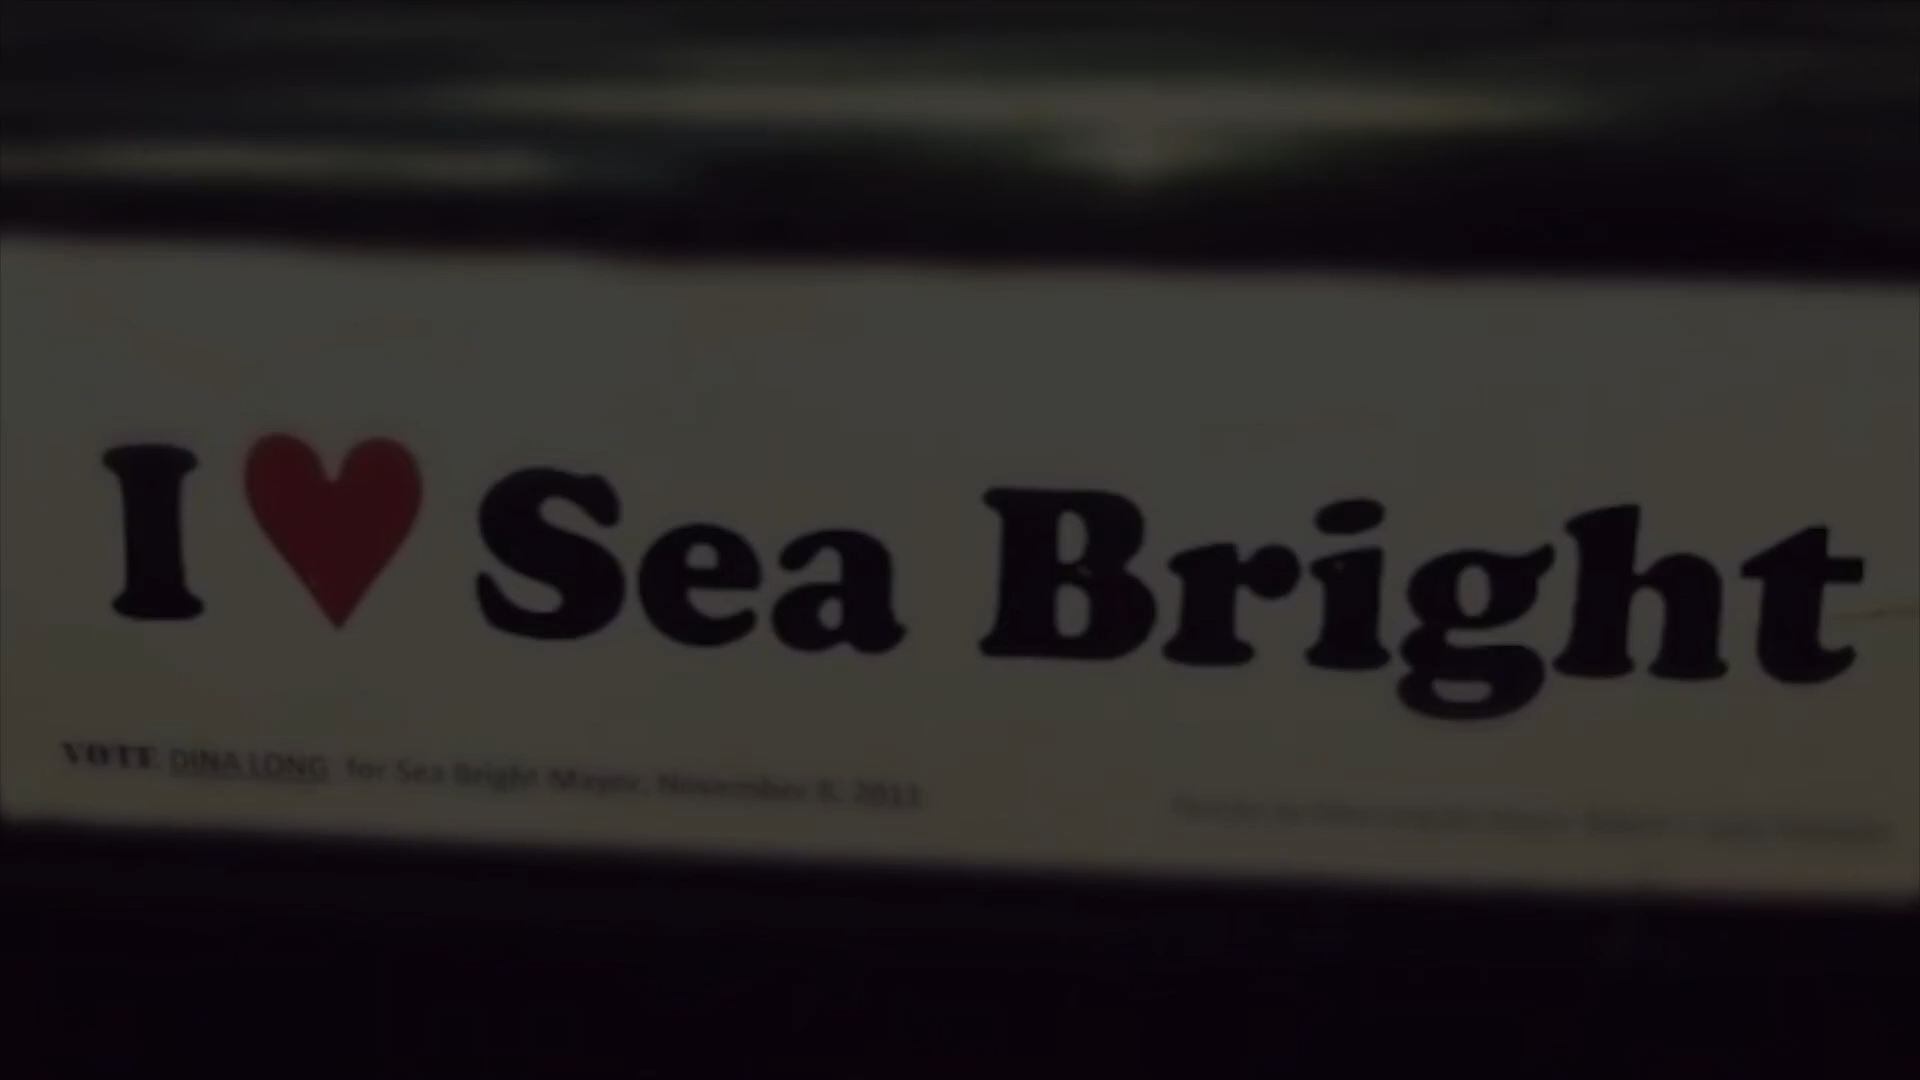 I ♥ Sea Bright
VOTE DINA LONG for Sea Bright Mayor, November 8, 2011